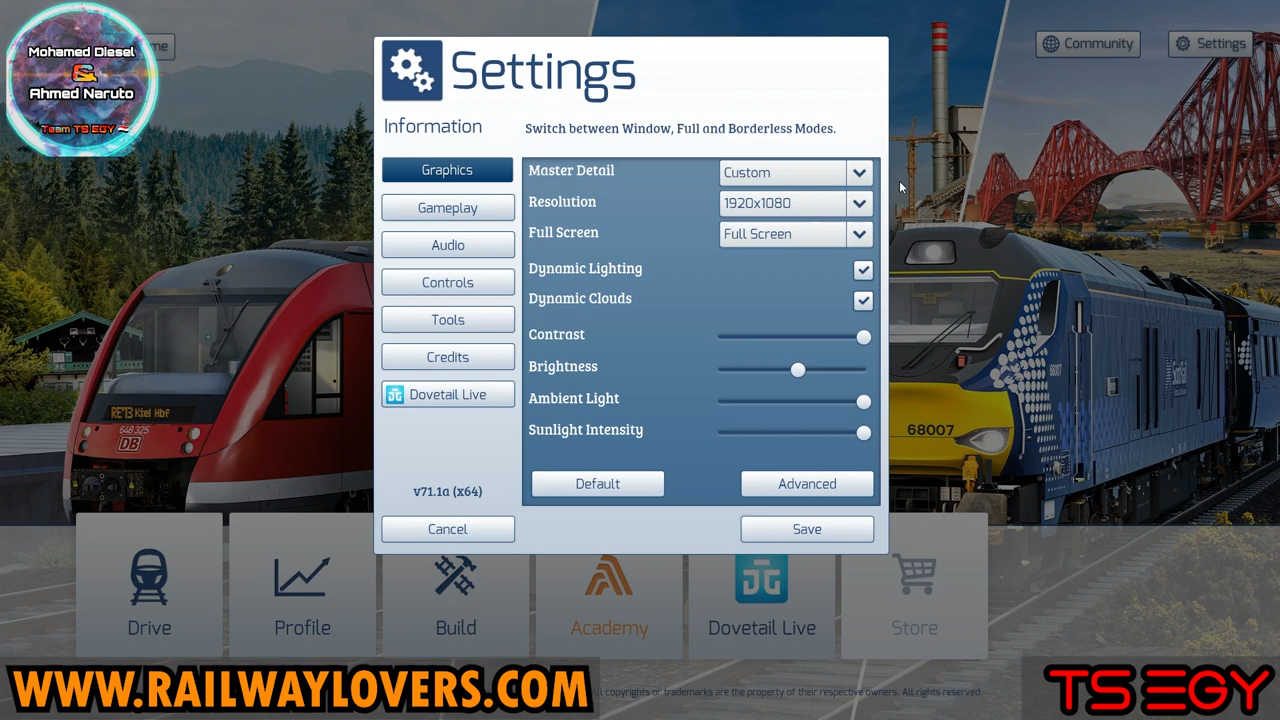 Mohamed Diesel
&
Ahmed Naruto
Team TS EGY
me
Community
Settings
Settings
Information
Switch between Window, Full and Borderless Modes.
Graphics
Gameplay
Audio
Controls
Tools
Credits
Dovetail Live
v71.1a (x64)
Cancel
Master Detail
Custom
Resolution
1920x1080
Full Screen
Full Screen
Dynamic Lighting
Dynamic Clouds
Contrast
Brightness
Ambient Light
Sunlight Intensity
Default
Advanced
Save
RE73 Kiel Hbf
648 325
DB
68007
ScotRail
Drive
Profile
Build
Academy
Dovetail Live
Store
WWW.RAILWAYLOVERS.COM
All copyrights or trademarks are the property of their respective owners. All rights reserved.
TS EGY